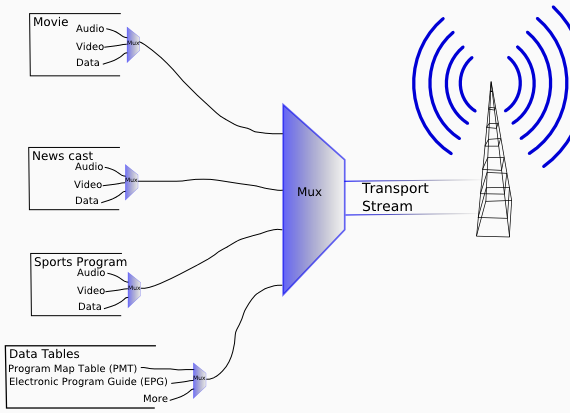 Movie
Audio
Video
Data
Mux
News cast
Audio
Video
Data
Mux
Mux
Transport
Stream
Sports Program
Audio
Video
Data
Mux
Data Tables
Program Map Table (PMT)
Electronic Program Guide (EPG)
More
Mux